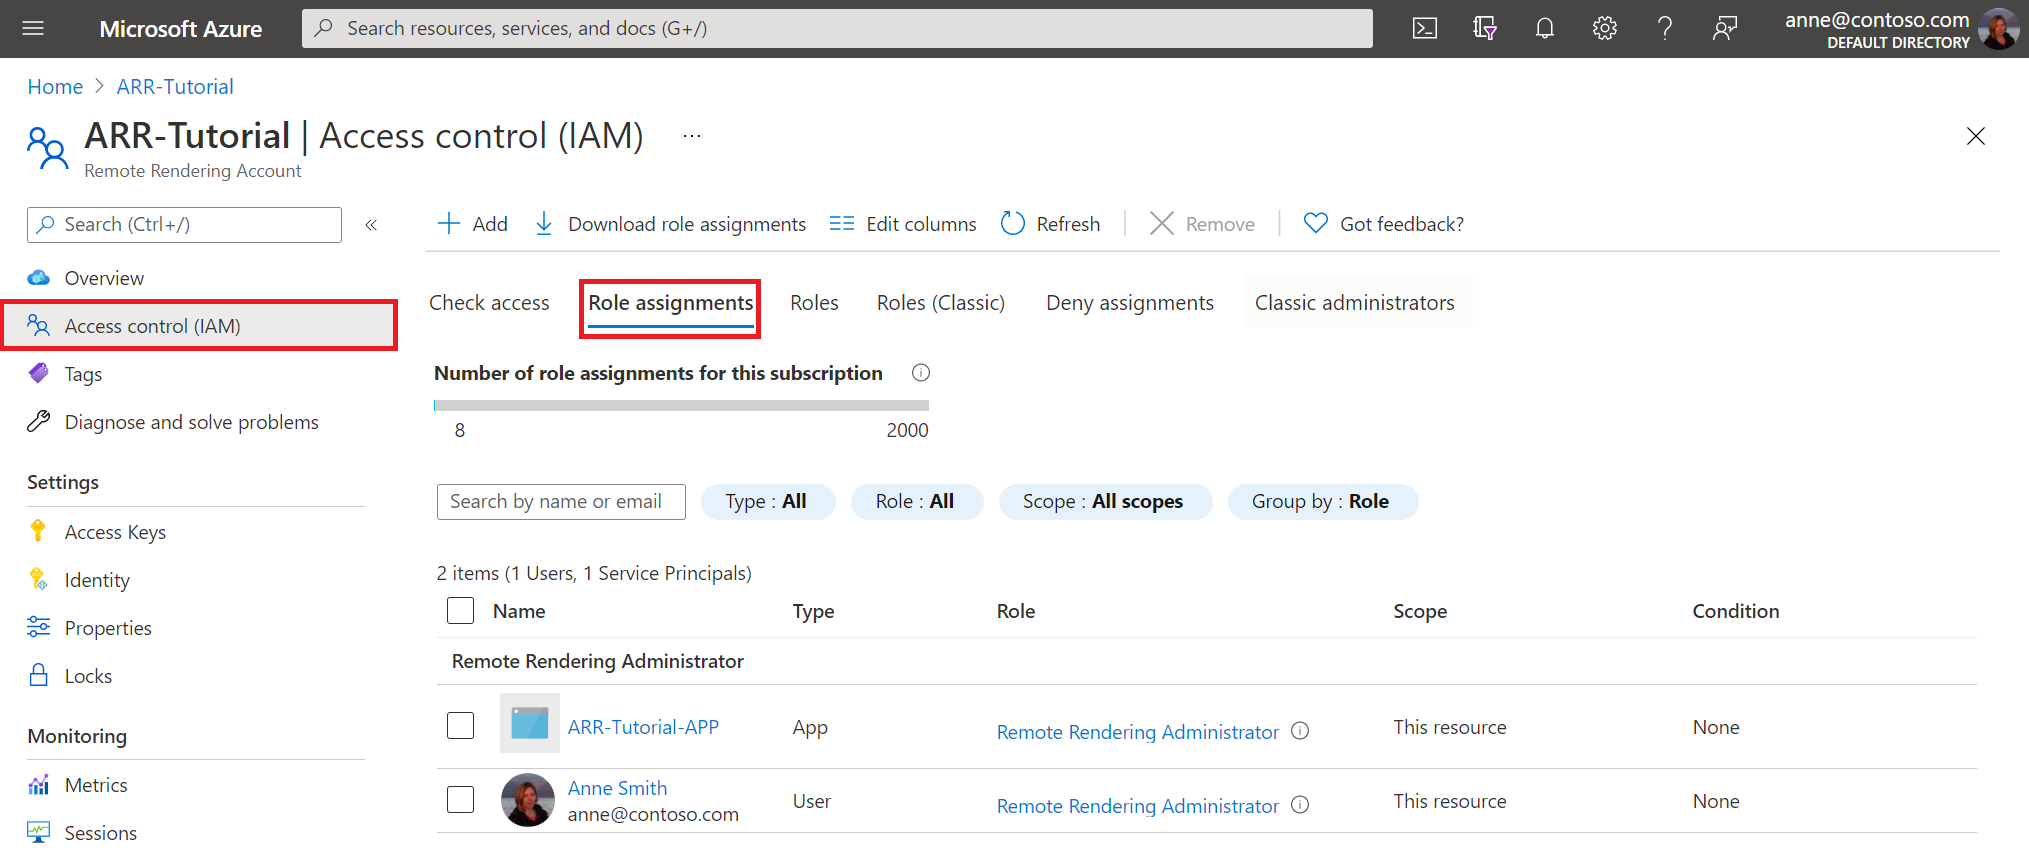 Microsoft Azure
Search resources, services, and docs (G+/)
anne@contoso.com
DEFAULT DIRECTORY
Home > ARR-Tutorial
ARR-Tutorial | Access control (IAM) ...
Remote Rendering Account
Search (Ctrl+/) «
Overview
Access control (IAM)
Tags
Diagnose and solve problems
Settings
Access Keys
Identity
Properties
Locks
Monitoring
Metrics
Sessions
Add Download role assignments Edit columns Refresh Remove Got feedback?
Check access Role assignments Roles Roles (Classic) Deny assignments Classic administrators
Number of role assignments for this subscription
8 2000
Search by name or email Type : All Role : All Scope : All scopes Group by : Role
2 items (1 Users, 1 Service Principals)
Name Type Role Scope Condition
Remote Rendering Administrator
ARR-Tutorial-APP App Remote Rendering Administrator This resource None
Anne Smith
anne@contoso.com User Remote Rendering Administrator This resource None